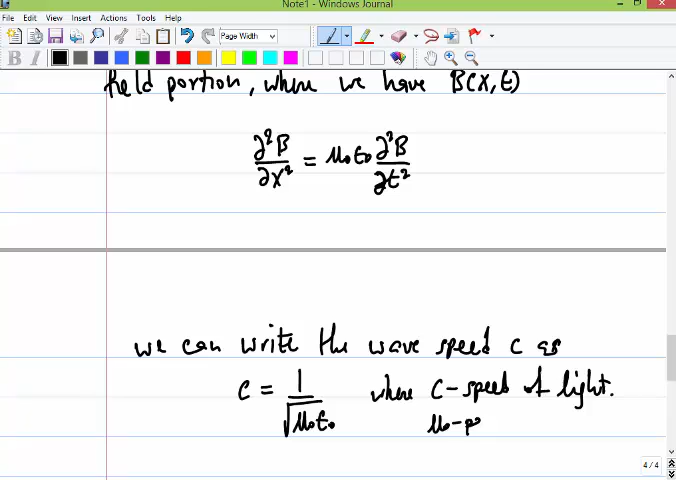 Note1 - Windows Journal
File Edit View Insert Actions Tools Help
Page Width
B I
field portion, where we have B(x,t)
∂²B/∂x² = μ₀ε₀ ∂²B/∂t²
we can write the wave speed c as
c = 1/√μ₀ε₀ where c-speed of light.
μ₀-p
4 / 4